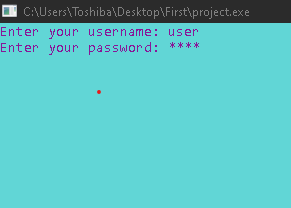 C:\Users\Toshiba\Desktop\First\project.exe
Enter your username: user
Enter your password: ****